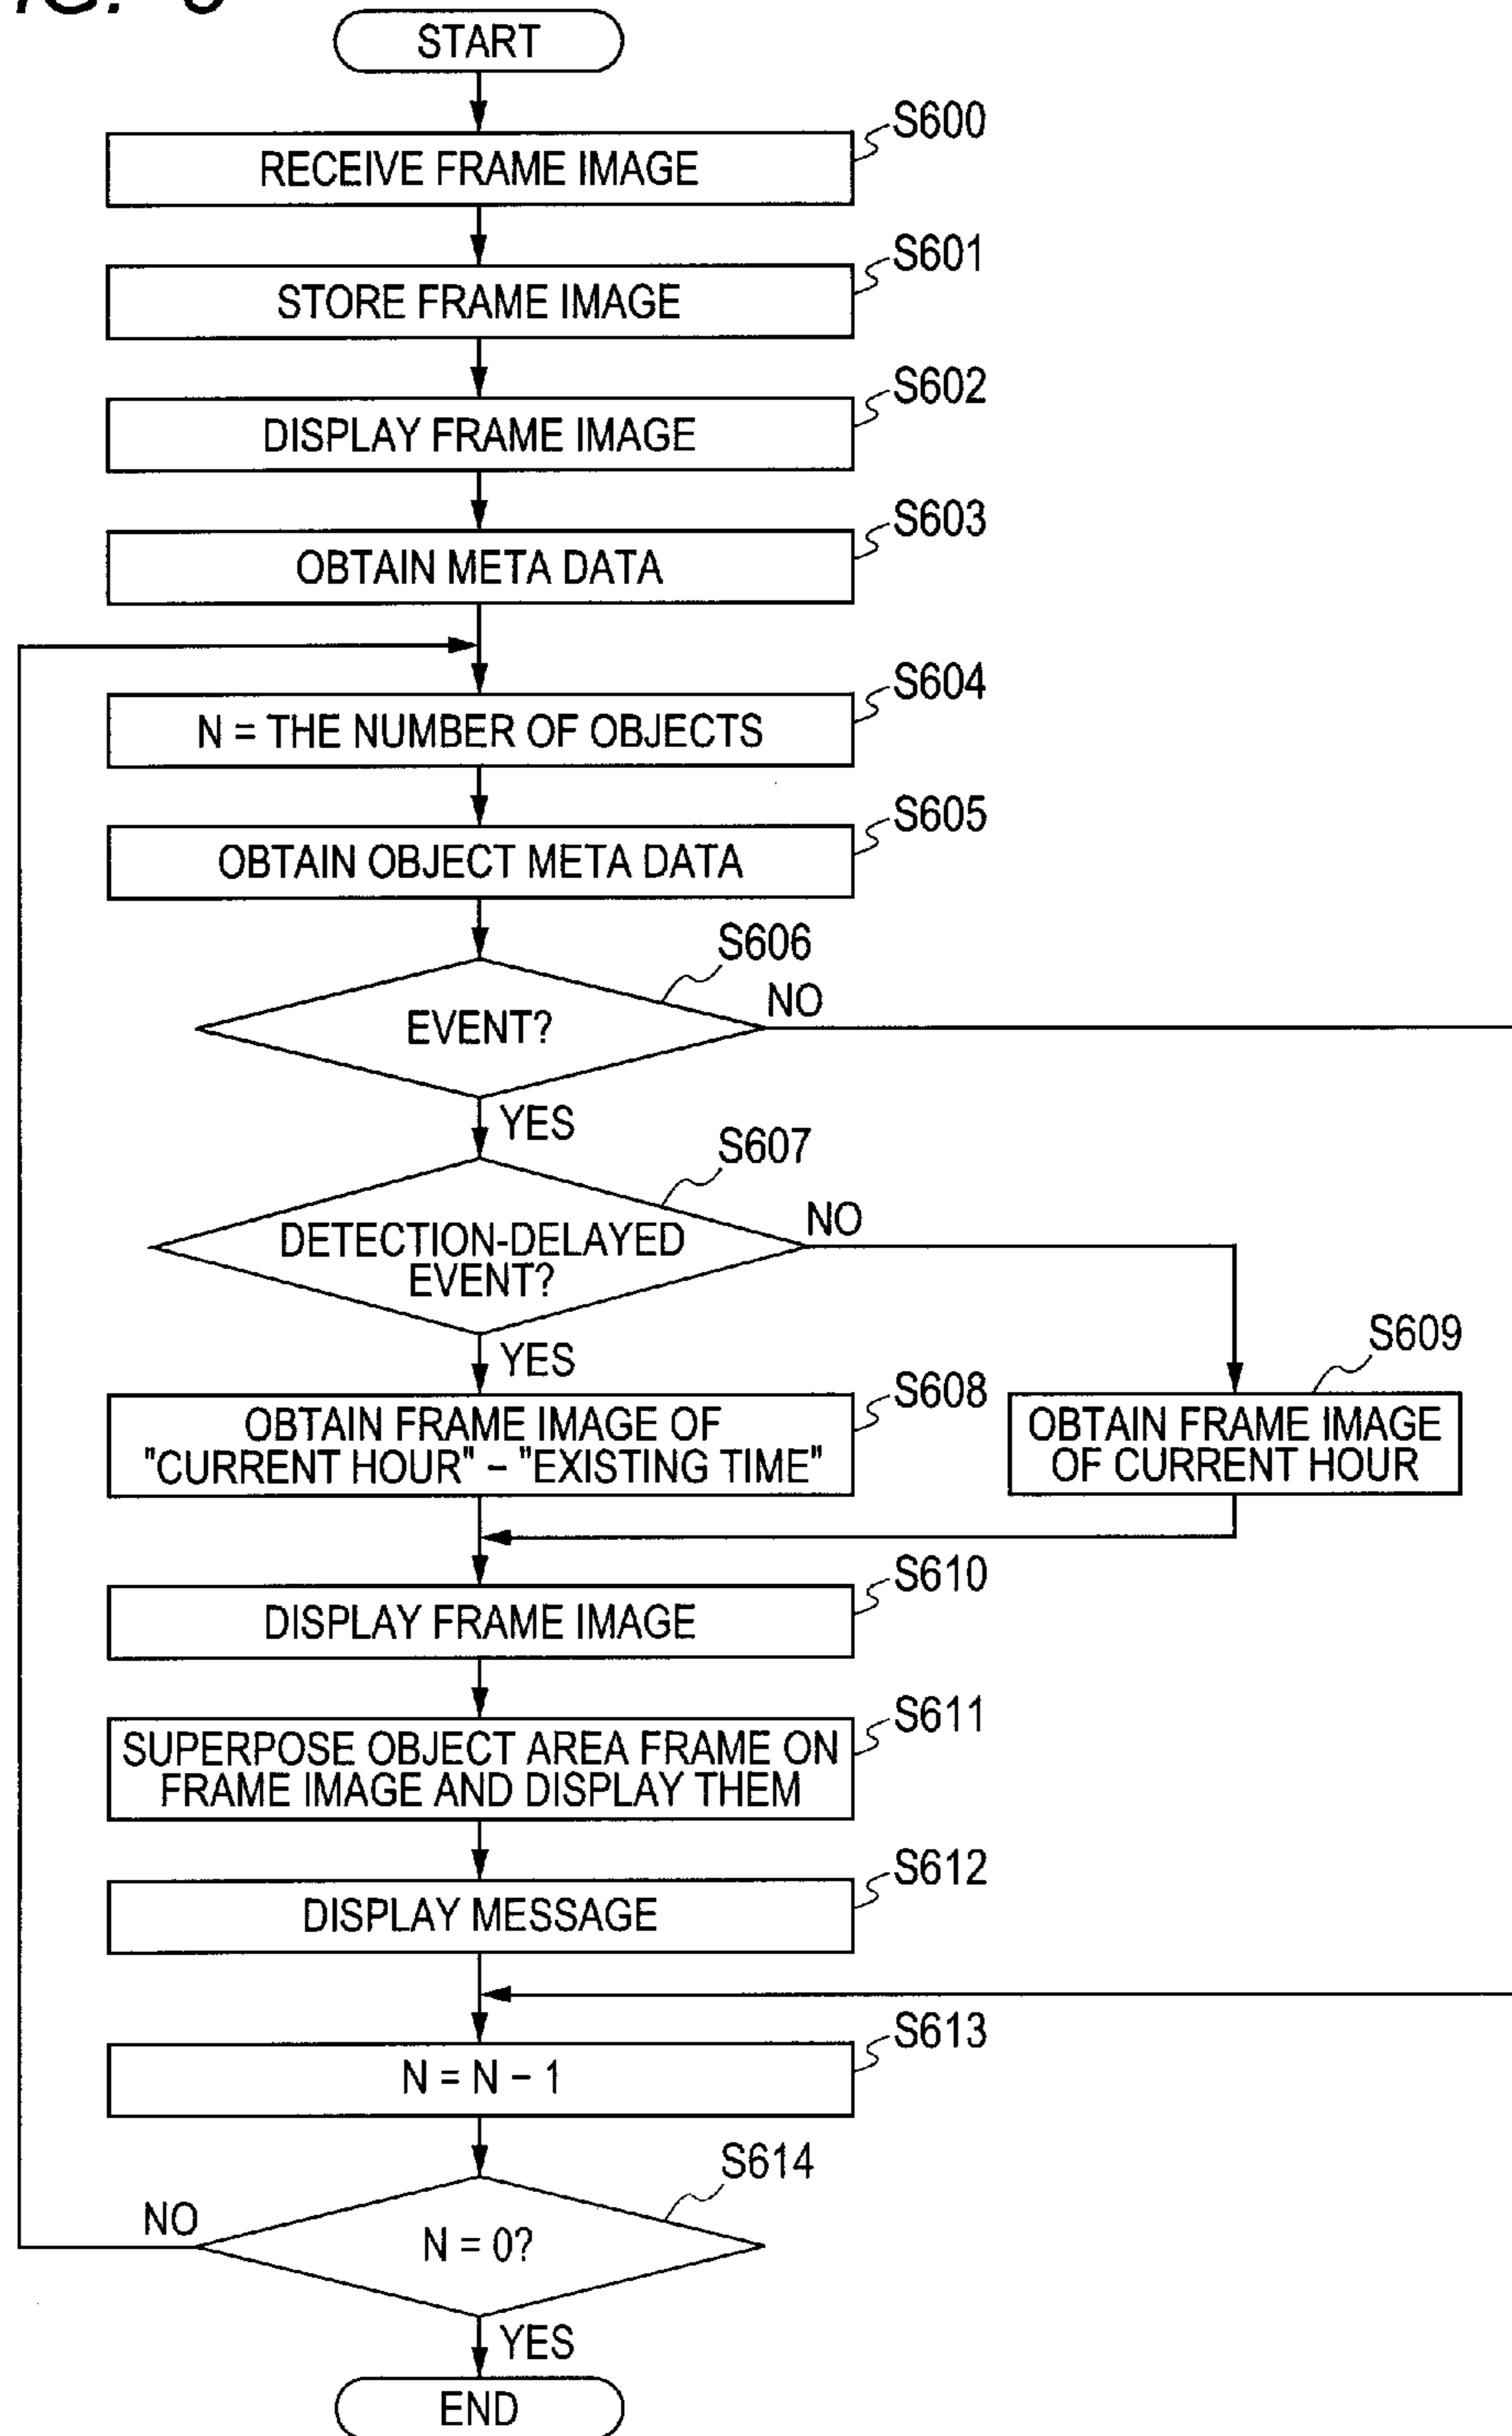 START
S600
RECEIVE FRAME IMAGE
S601
STORE FRAME IMAGE
S602
DISPLAY FRAME IMAGE
S603
OBTAIN META DATA
S604
N = THE NUMBER OF OBJECTS
S605
OBTAIN OBJECT META DATA
S606
EVENT?
NO
YES
S607
DETECTION-DELAYED
EVENT?
NO
YES
S608
OBTAIN FRAME IMAGE OF
"CURRENT HOUR" – "EXISTING TIME"
S609
OBTAIN FRAME IMAGE
OF CURRENT HOUR
S610
DISPLAY FRAME IMAGE
S611
SUPERPOSE OBJECT AREA FRAME ON
FRAME IMAGE AND DISPLAY THEM
S612
DISPLAY MESSAGE
S613
N = N – 1
S614
N = 0?
NO
YES
END